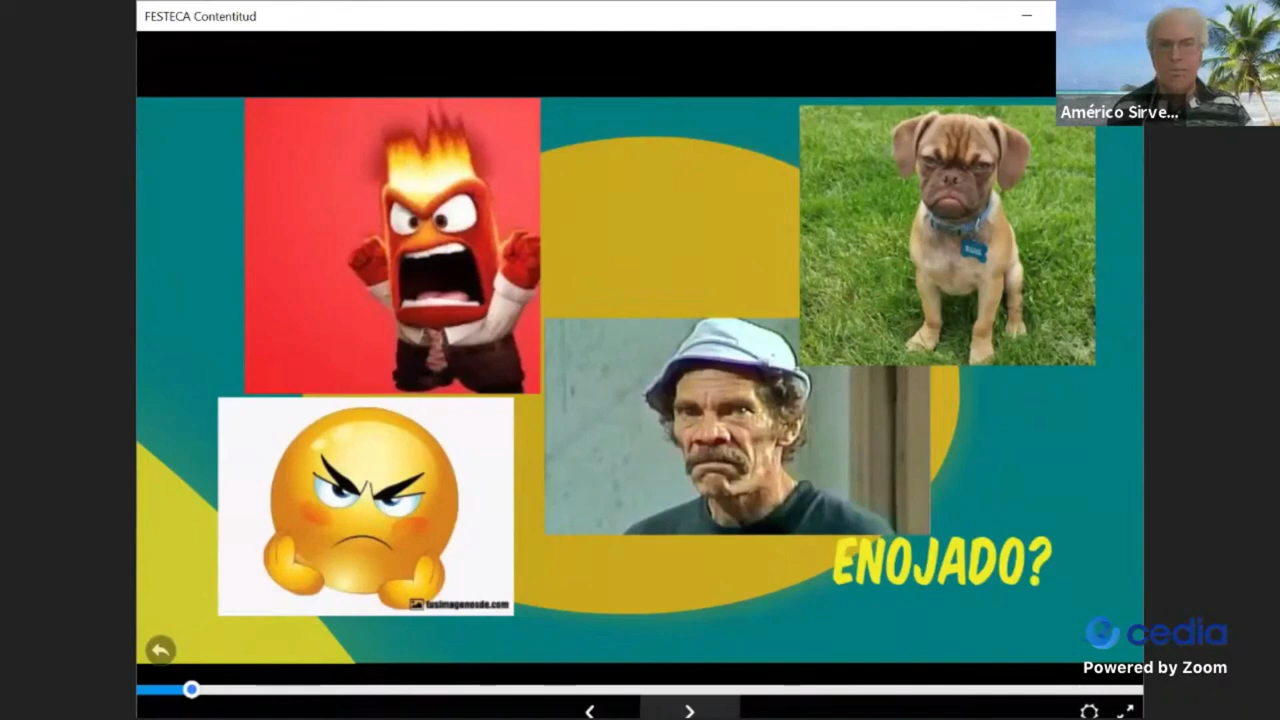 FESTECA Contentitud
Américo Sirve...
tusimagenesde.com
ENOJADO?
cedia
Powered by Zoom